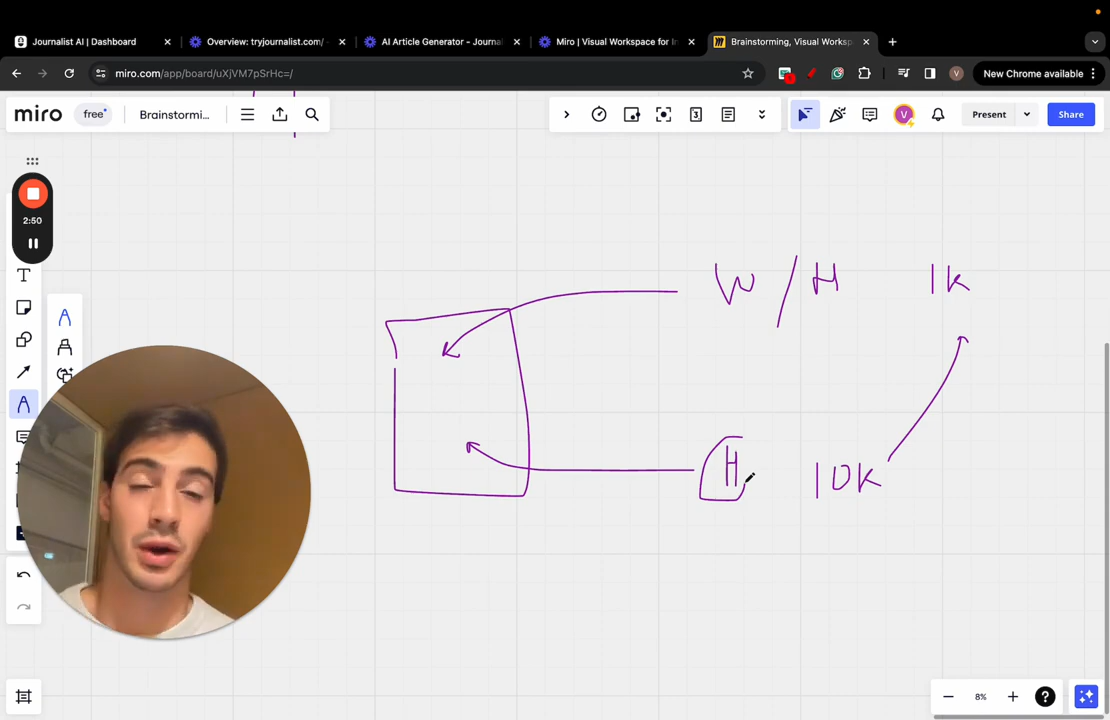 Journalist AI | Dashboard
Overview: tryjournalist.com/ -
AI Article Generator - Journa
Miro | Visual Workspace for In
Brainstorming, Visual Worksp
miro.com/app/board/uXjVM7pSrHc=/
V
New Chrome available
miro
free
Brainstormi...
3
V
Present
Share
2:50
T
W/H 1K
H 10K
8%
?